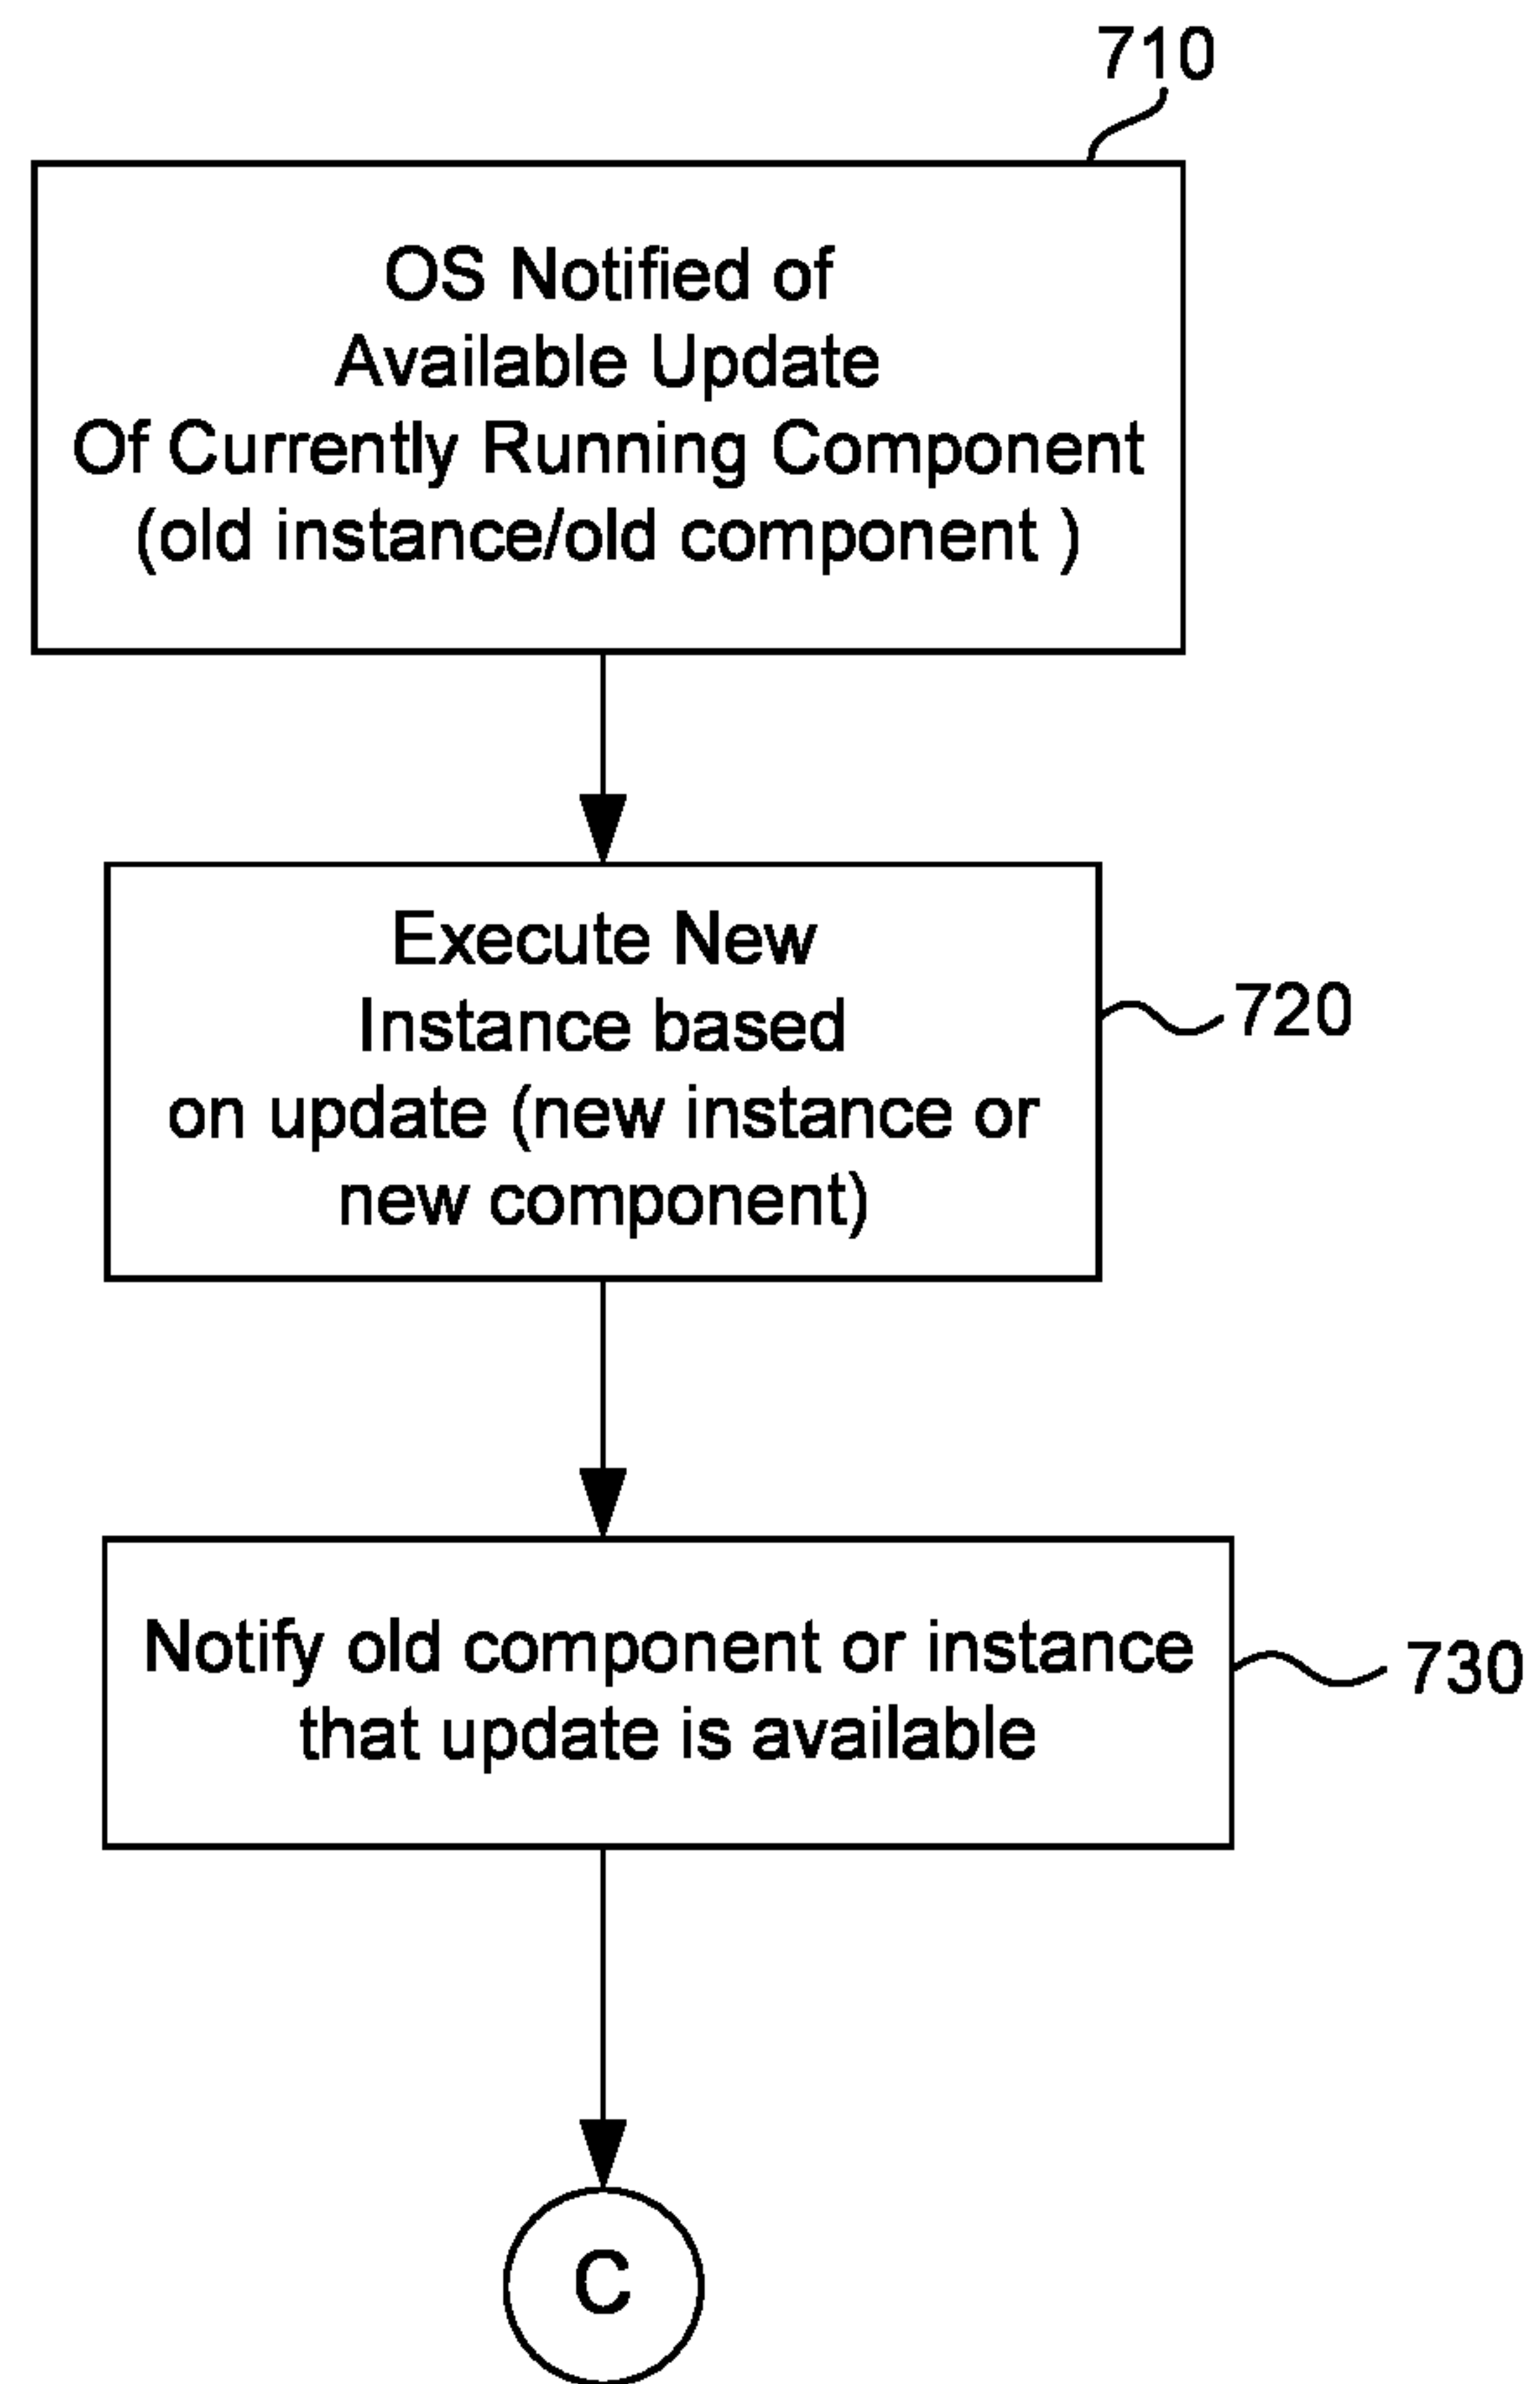 710
OS Notified of
Available Update
Of Currently Running Component
(old instance/old component )
Execute New
Instance based
on update (new instance or
new component)
720
Notify old component or instance
that update is available
730
C